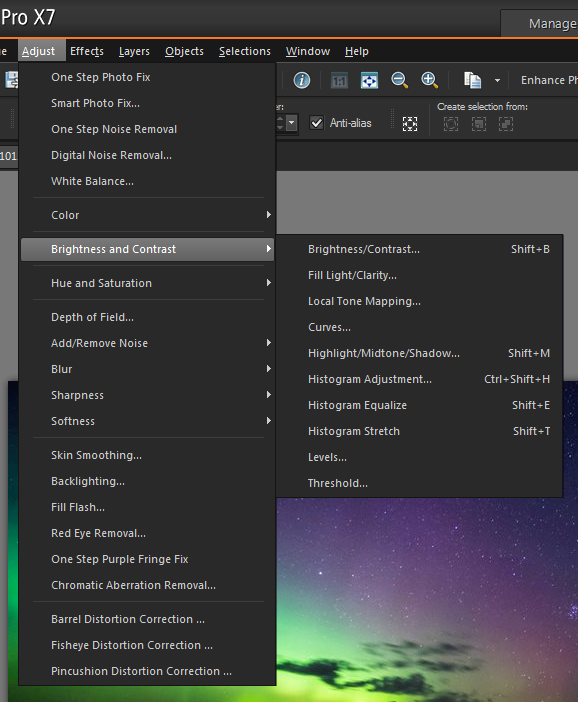 Pro X7
Manage
e Adjust Effects Layers Objects Selections Window Help
Enhance Ph
er:
Anti-alias
Create selection from:
101
One Step Photo Fix
Smart Photo Fix...
One Step Noise Removal
Digital Noise Removal...
White Balance...
Color
Brightness and Contrast
Hue and Saturation
Depth of Field...
Add/Remove Noise
Blur
Sharpness
Softness
Skin Smoothing...
Backlighting...
Fill Flash...
Red Eye Removal...
One Step Purple Fringe Fix
Chromatic Aberration Removal...
Barrel Distortion Correction ...
Fisheye Distortion Correction ...
Pincushion Distortion Correction ...
Brightness/Contrast... Shift+B
Fill Light/Clarity...
Local Tone Mapping...
Curves...
Highlight/Midtone/Shadow... Shift+M
Histogram Adjustment... Ctrl+Shift+H
Histogram Equalize Shift+E
Histogram Stretch Shift+T
Levels...
Threshold...